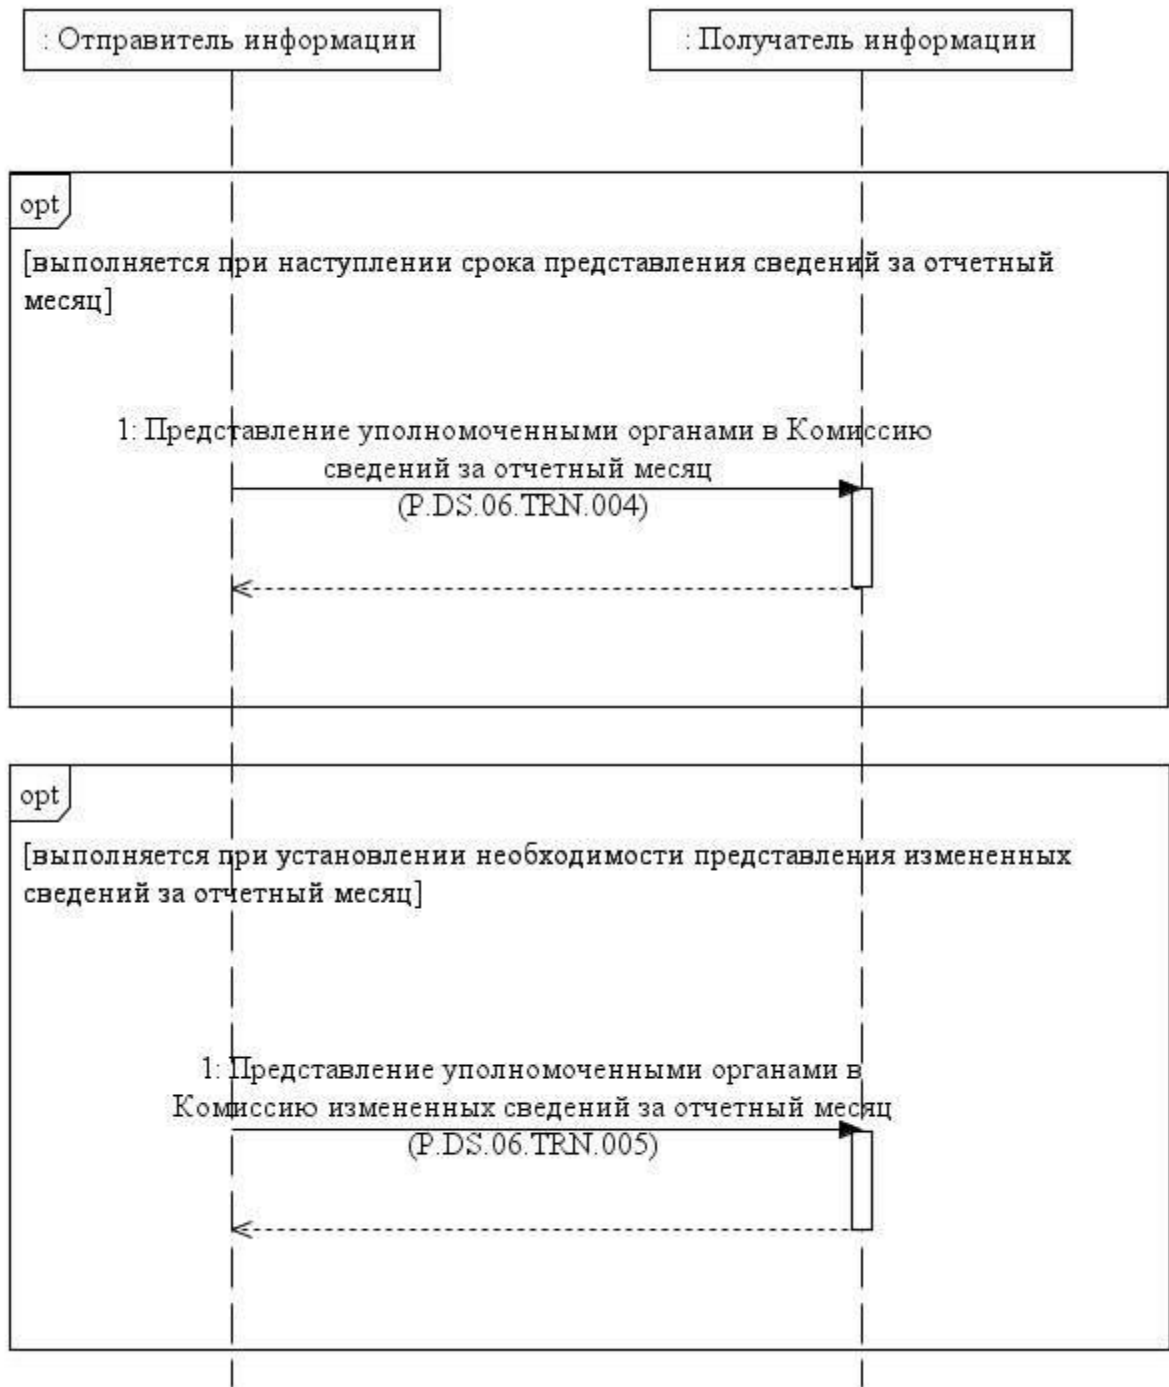 : Отправитель информации
: Получатель информации
opt
[выполняется при наступлении срока представления сведений за отчетный
месяц]
1: Представление уполномоченными органами в Комиссию
сведений за отчетный месяц
(P.DS.06.TRN.004)
opt
[выполняется при установлении необходимости представления измененных
сведений за отчетный месяц]
1: Представление уполномоченными органами в
Комиссию измененных сведений за отчетный месяц
(P.DS.06.TRN.005)